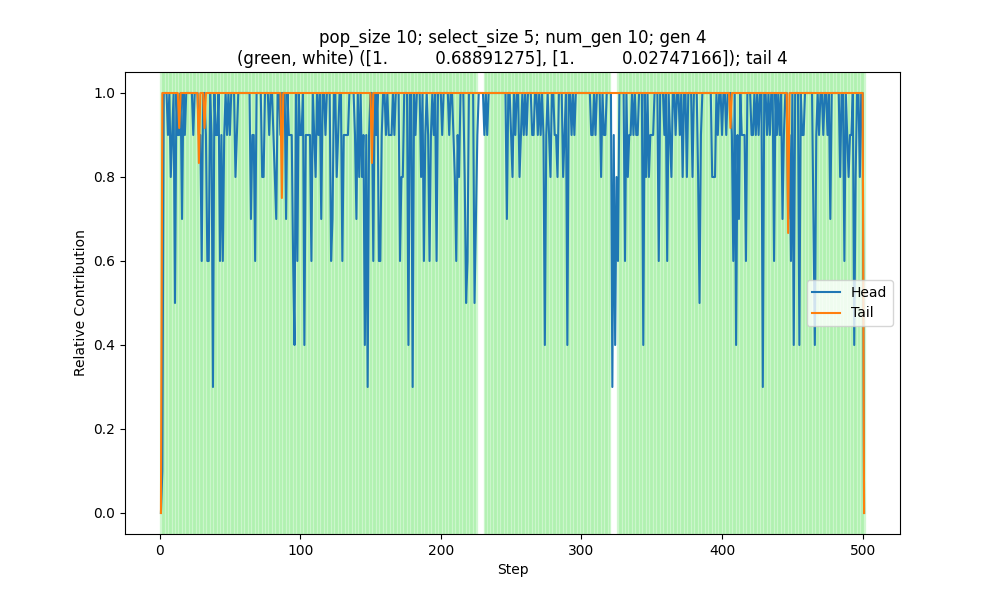 pop_size 10; select_size 5; num_gen 10; gen 4
(green, white) ([1.          0.68891275], [1.          0.02747166]); tail 4
1.0
0.8
0.6
0.4
0.2
0.0
Relative Contribution
Head
Tail
0
100
200
300
400
500
Step